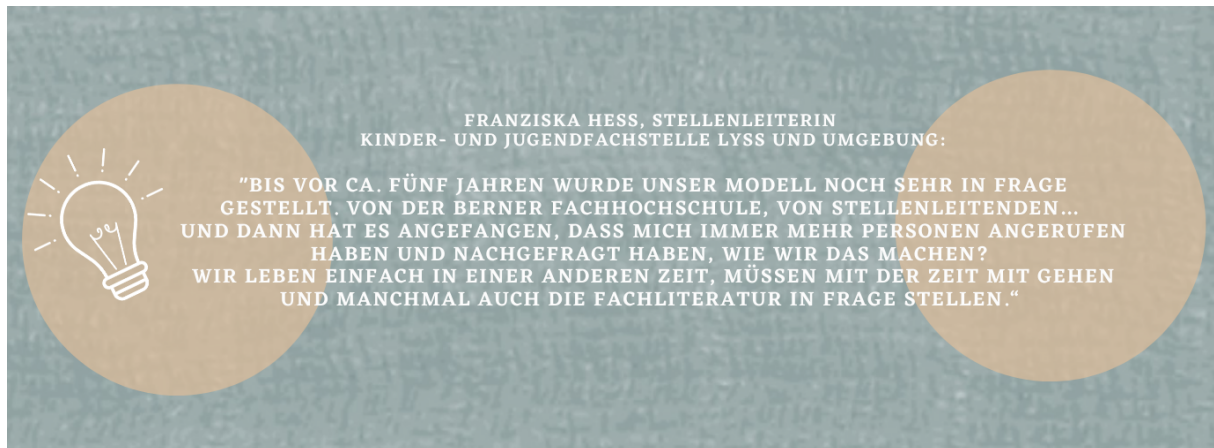 FRANZISKA HESS, STELLENLEITERIN
KINDER- UND JUGENDFACHSTELLE LYSS UND UMGEBUNG:
"BIS VOR CA. FÜNF JAHREN WURDE UNSER MODELL NOCH SEHR IN FRAGE
GESTELLT. VON DER BERNER FACHHOCHSCHULE, VON STELLENLEITENDEN...
UND DANN HAT ES ANGEFANGEN, DASS MICH IMMER MEHR PERSONEN ANGERUFEN
HABEN UND NACHGEFRAGT HABEN, WIE WIR DAS MACHEN?
WIR LEBEN EINFACH IN EINER ANDEREN ZEIT, MÜSSEN MIT DER ZEIT MIT GEHEN
UND MANCHMAL AUCH DIE FACHLITERATUR IN FRAGE STELLEN.“